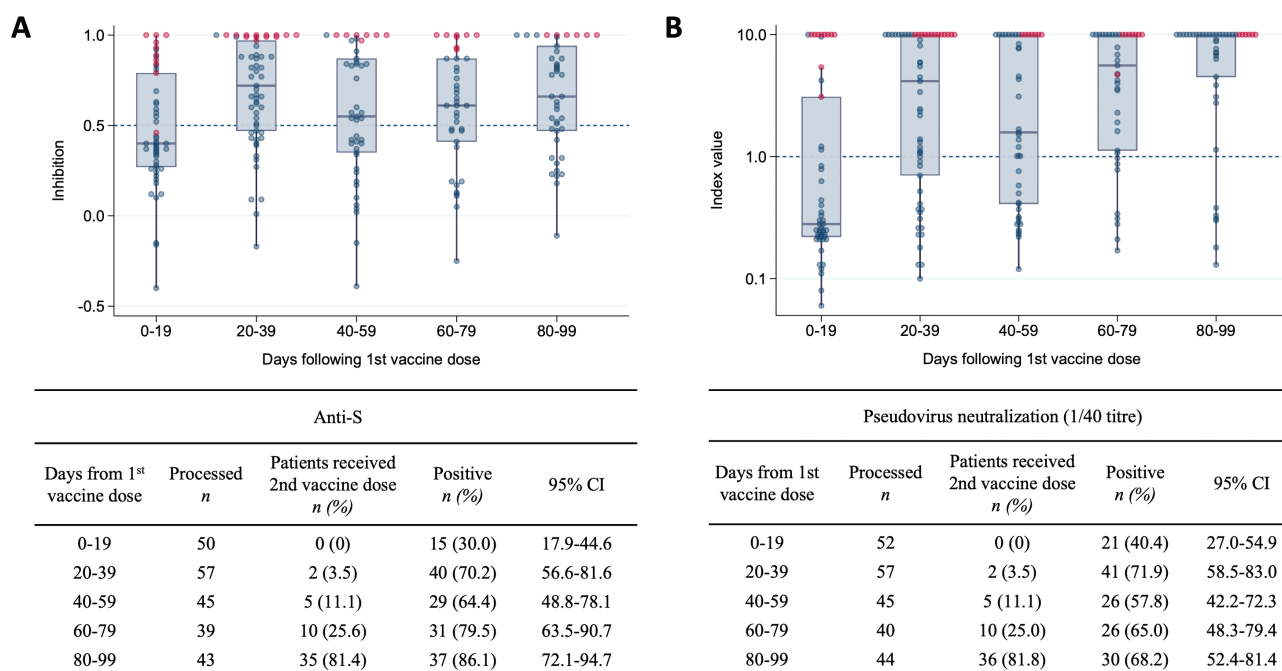 A
1.0
0.5
0.0
-0.5
Inhibition
0-19 20-39 40-59 60-79 80-99
Days following 1st vaccine dose
B
10.0
1.0
0.1
Index value
0-19 20-39 40-59 60-79 80-99
Days following 1st vaccine dose
Anti-S
Days from 1st
vaccine dose
Processed
n
Patients received
2nd vaccine dose
n (%)
Positive
n (%)
95% CI
0-19 50 0 (0) 15 (30.0) 17.9-44.6
20-39 57 2 (3.5) 40 (70.2) 56.6-81.6
40-59 45 5 (11.1) 29 (64.4) 48.8-78.1
60-79 39 10 (25.6) 31 (79.5) 63.5-90.7
80-99 43 35 (81.4) 37 (86.1) 72.1-94.7
Pseudovirus neutralization (1/40 titre)
Days from 1st
vaccine dose
Processed
n
Patients received
2nd vaccine dose
n (%)
Positive
n (%)
95% CI
0-19 52 0 (0) 21 (40.4) 27.0-54.9
20-39 57 2 (3.5) 41 (71.9) 58.5-83.0
40-59 45 5 (11.1) 26 (57.8) 42.2-72.3
60-79 40 10 (25.0) 26 (65.0) 48.3-79.4
80-99 44 36 (81.8) 30 (68.2) 52.4-81.4